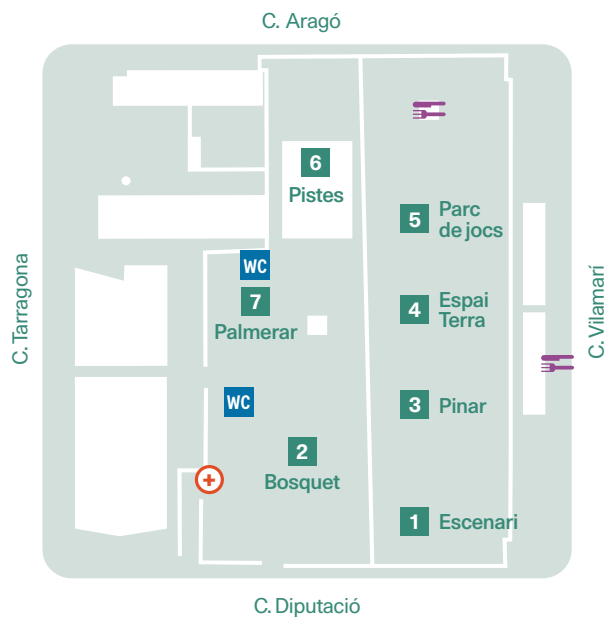 C. Aragó
6
Pistes
5
Parc
de jocs
WC
7
Palmerar
4
Espai
Terra
C. Tarragona
C. Vilamarí
WC
3
Pinar
2
Bosquet
1
Escenari
C. Diputació